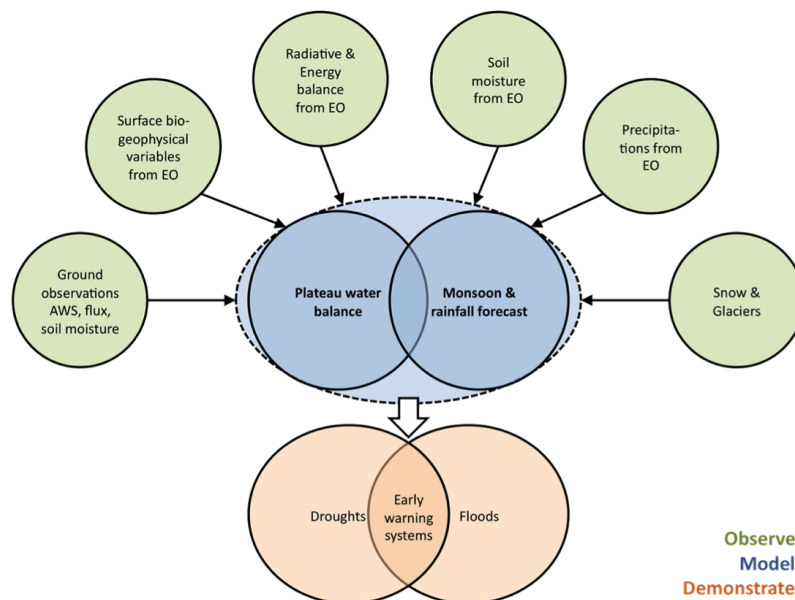 Radiative &
Energy
balance
from EO
Soil
moisture
from EO
Surface bio-
geophysical
variables
from EO
Precipita-
tions from
EO
Ground
observations
AWS, flux,
soil moisture
Plateau water
balance
Monsoon &
rainfall forecast
Snow &
Glaciers
Droughts
Early
warning
systems
Floods
Observe
Model
Demonstrate